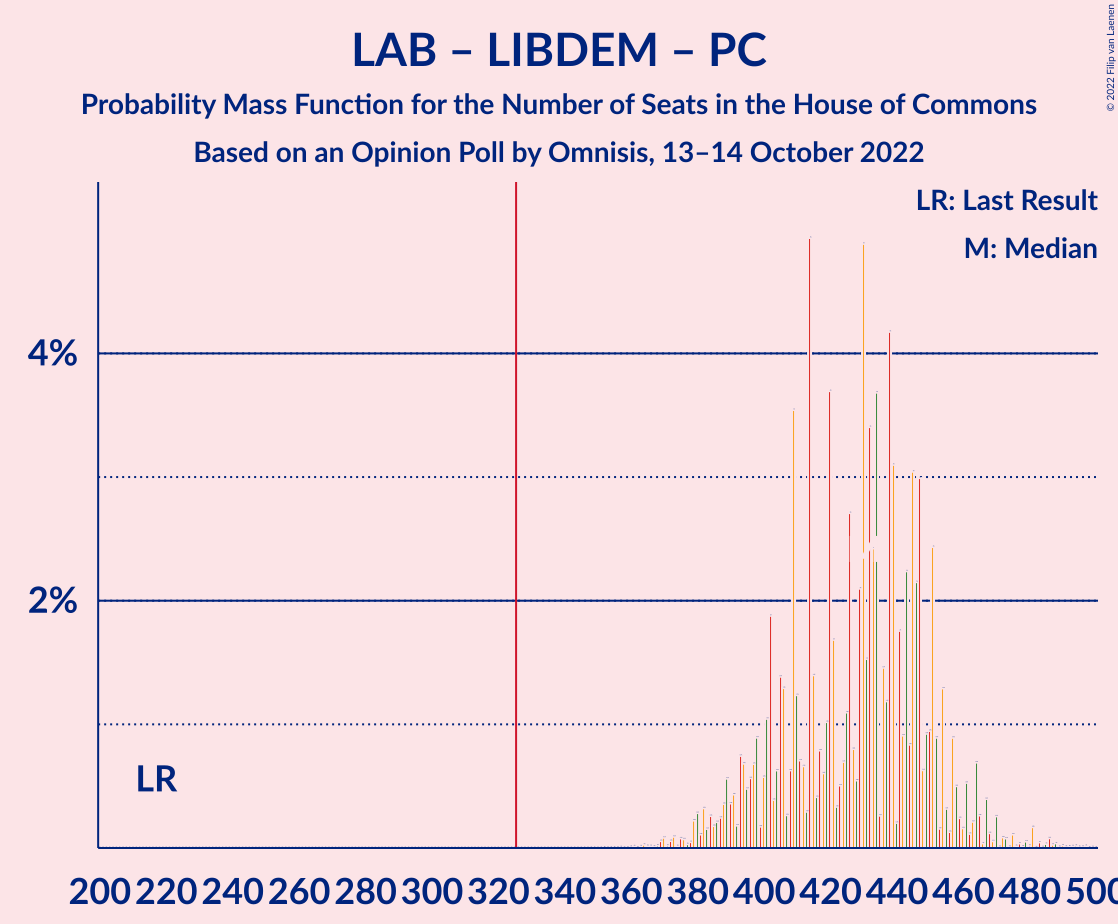 LAB – LIBDEM – PC
Probability Mass Function for the Number of Seats in the House of Commons
Based on an Opinion Poll by Omnisis, 13–14 October 2022
© 2022 Filip van Laenen
LR: Last Result
M: Median
4%
2%
LR
200 220 240 260 280 300 320 340 360 380 400 420 440 460 480 500